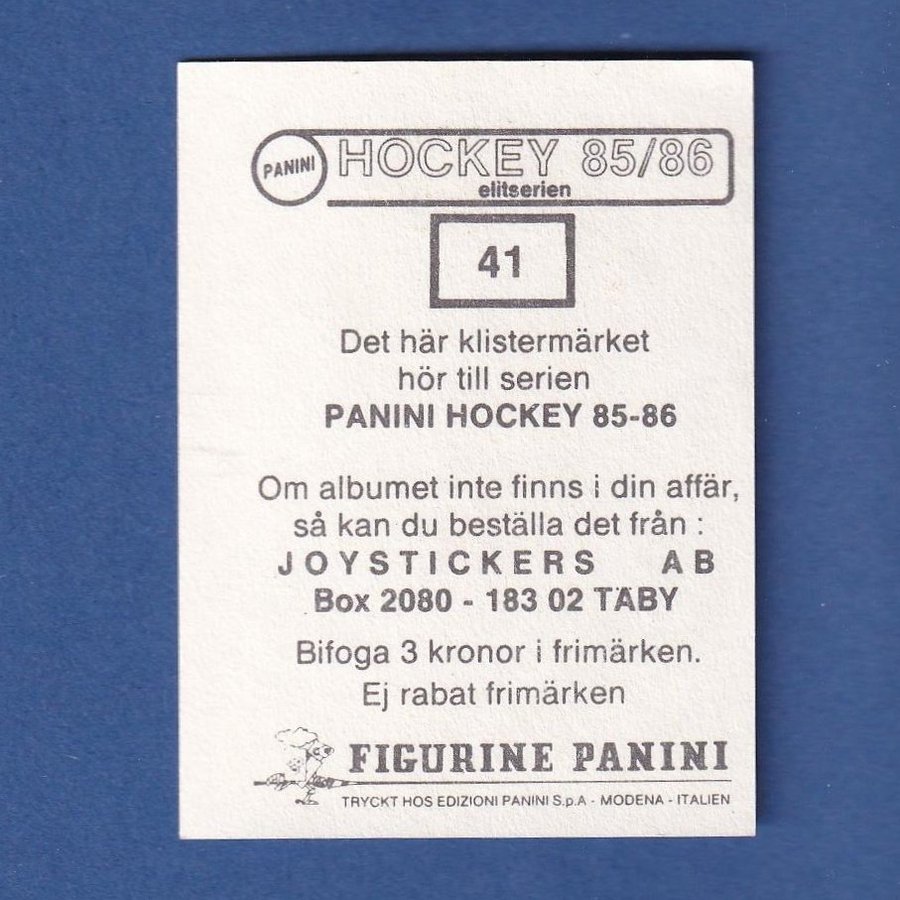 PANINI HOCKEY 85/86
elitserien
41
Det här klistermärket
hör till serien
PANINI HOCKEY 85-86
Om albumet inte finns i din affär,
så kan du beställa det från :
JOYSTICKERS AB
Box 2080 - 183 02 TÄBY
Bifoga 3 kronor i frimärken.
Ej rabat frimärken
FIGURINE PANINI
TRYCKT HOS EDIZIONI PANINI S.p.A - MODENA - ITALIEN